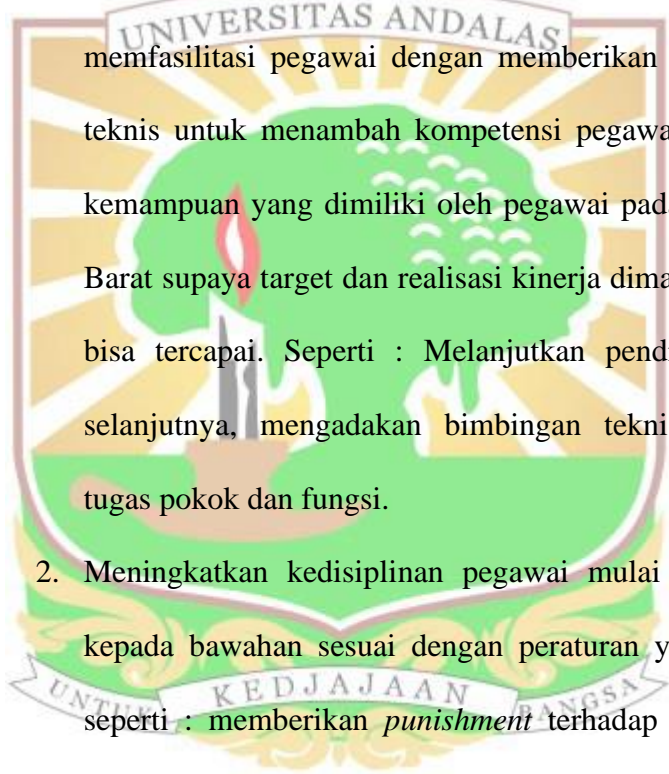 UNIVERSITAS ANDALAS
memfasilitasi pegawai dengan memberikan
teknis untuk menambah kompetensi pegawa
kemampuan yang dimiliki oleh pegawai pad
Barat supaya target dan realisasi kinerja dima
bisa tercapai. Seperti : Melanjutkan pend
selanjutnya, mengadakan bimbingan tekni
tugas pokok dan fungsi.
2. Meningkatkan kedisiplinan pegawai mulai
kepada bawahan sesuai dengan peraturan y
UNTUK KEDJAJAAN BANGSA
seperti : memberikan punishment terhadap